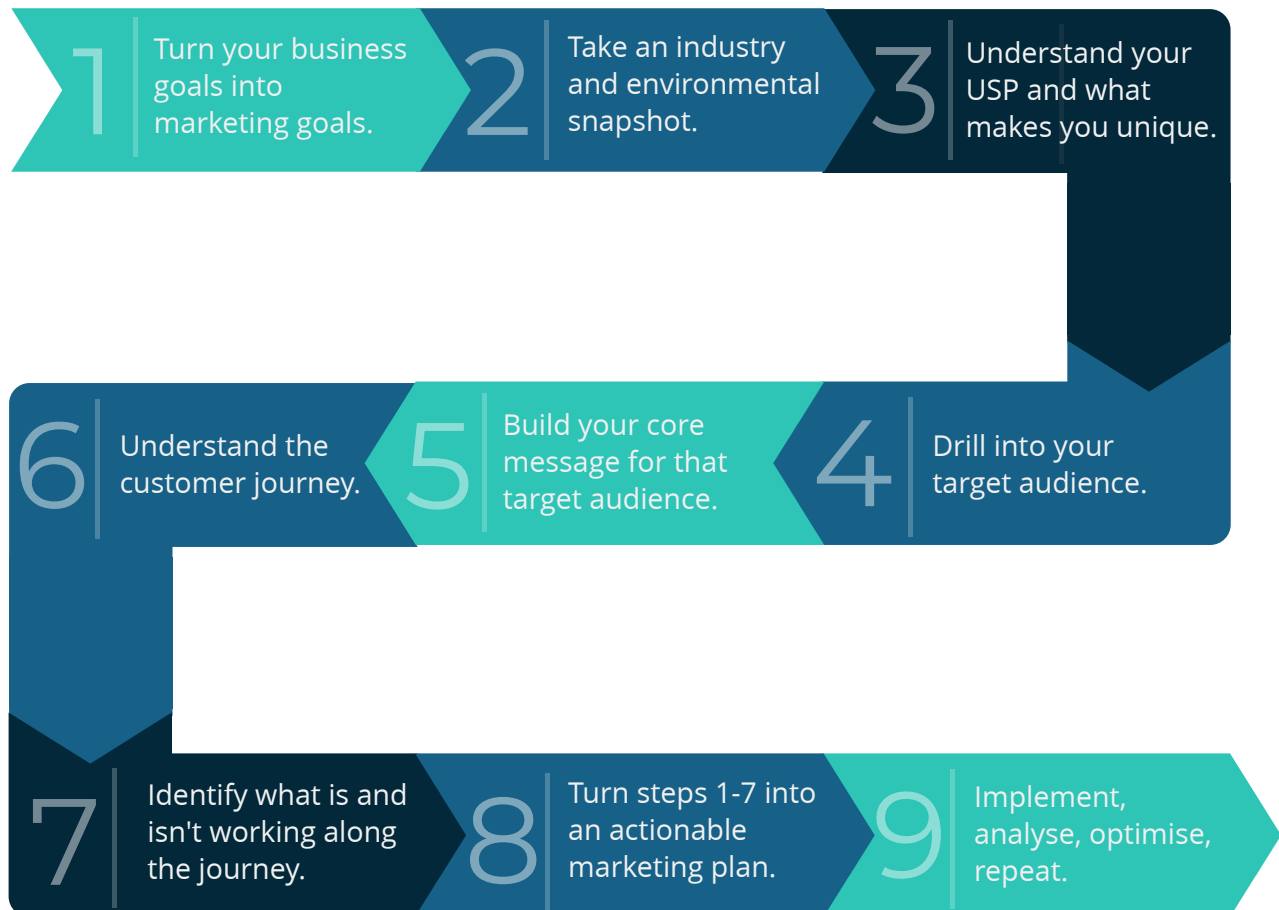 1
Turn your business
goals into
marketing goals.
2
Take an industry
and environmental
snapshot.
3
Understand your
USP and what
makes you unique.
4
Drill into your
target audience.
5
Build your core
message for that
target audience.
6
Understand the
customer journey.
7
Identify what is and
isn't working along
the journey.
8
Turn steps 1-7 into
an actionable
marketing plan.
9
Implement,
analyse, optimise,
repeat.